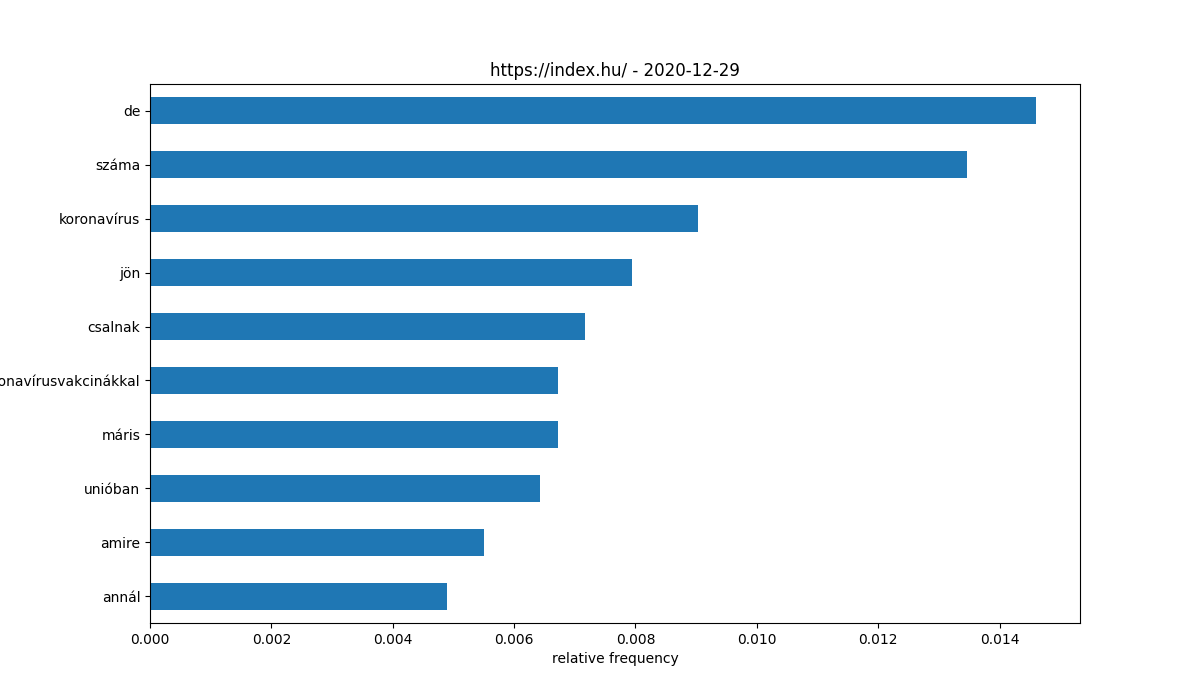 https://index.hu/ - 2020-12-29
de
száma
koronavírus
jön
csalnak
onavírusvakcinákkal
máris
unióban
amire
annál
0.000 0.002 0.004 0.006 0.008 0.010 0.012 0.014
relative frequency